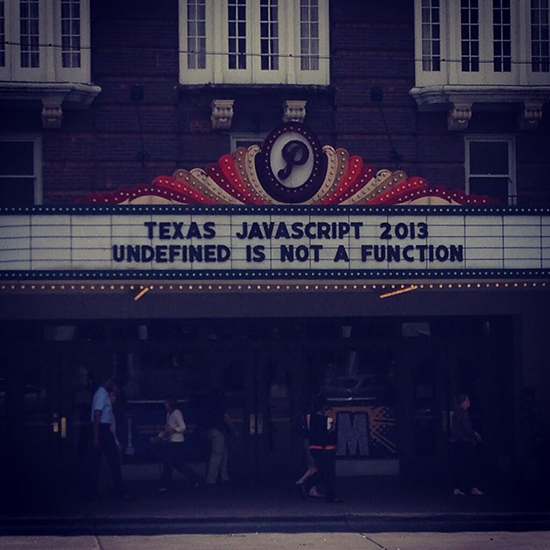 P
TEXAS JAVASCRIPT 2013
UNDEFINED IS NOT A FUNCTION
M